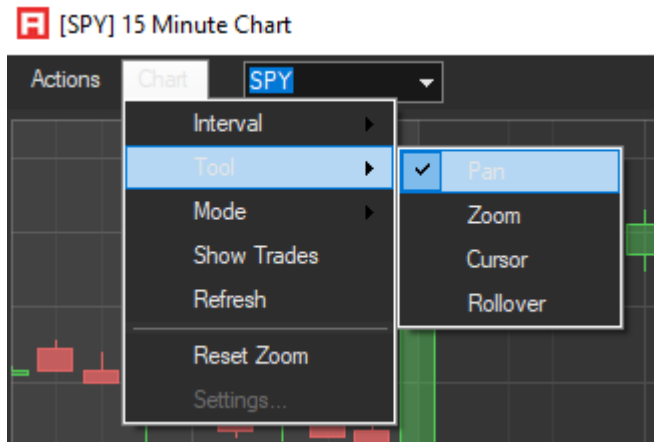 [SPY] 15 Minute Chart
Actions Chart SPY
Interval
Tool
Pan
Mode
Zoom
Show Trades
Cursor
Refresh
Rollover
Reset Zoom
Settings...